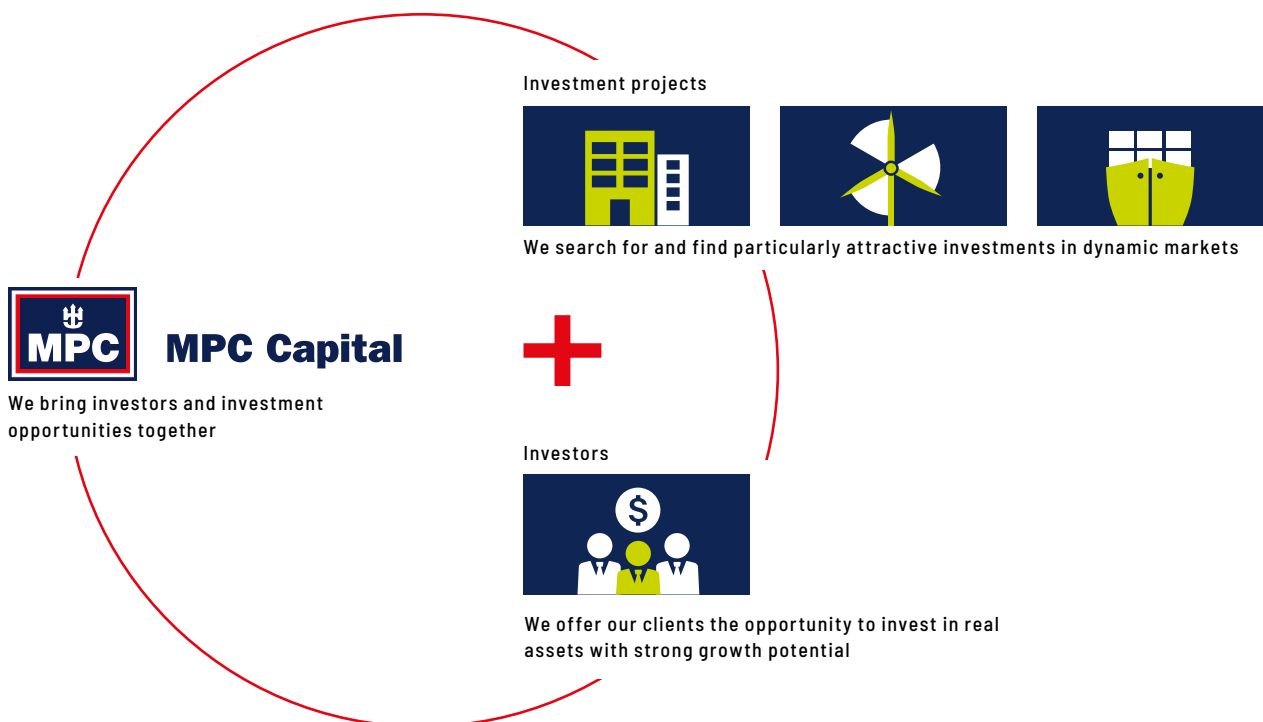 Investment projects
We search for and find particularly attractive investments in dynamic markets
MPC
MPC Capital
We bring investors and investment
opportunities together
Investors
$
We offer our clients the opportunity to invest in real
assets with strong growth potential